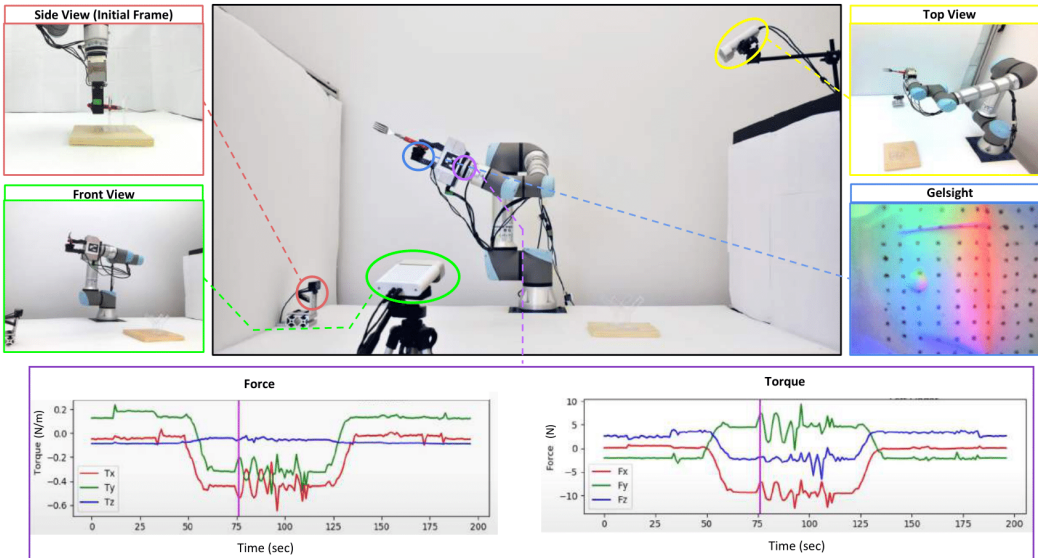 Side View (Initial Frame)
Top View
Front View
Gelsight
Force
Torque
Torque (N/m)
0.2
0.0
−0.2
−0.4
−0.6
Tx
Ty
Tz
0
25
50
75
100
125
150
175
200
Time (sec)
Force (N)
10
5
0
−5
−10
Fx
Fy
Fz
0
25
50
75
100
125
150
175
200
Time (sec)